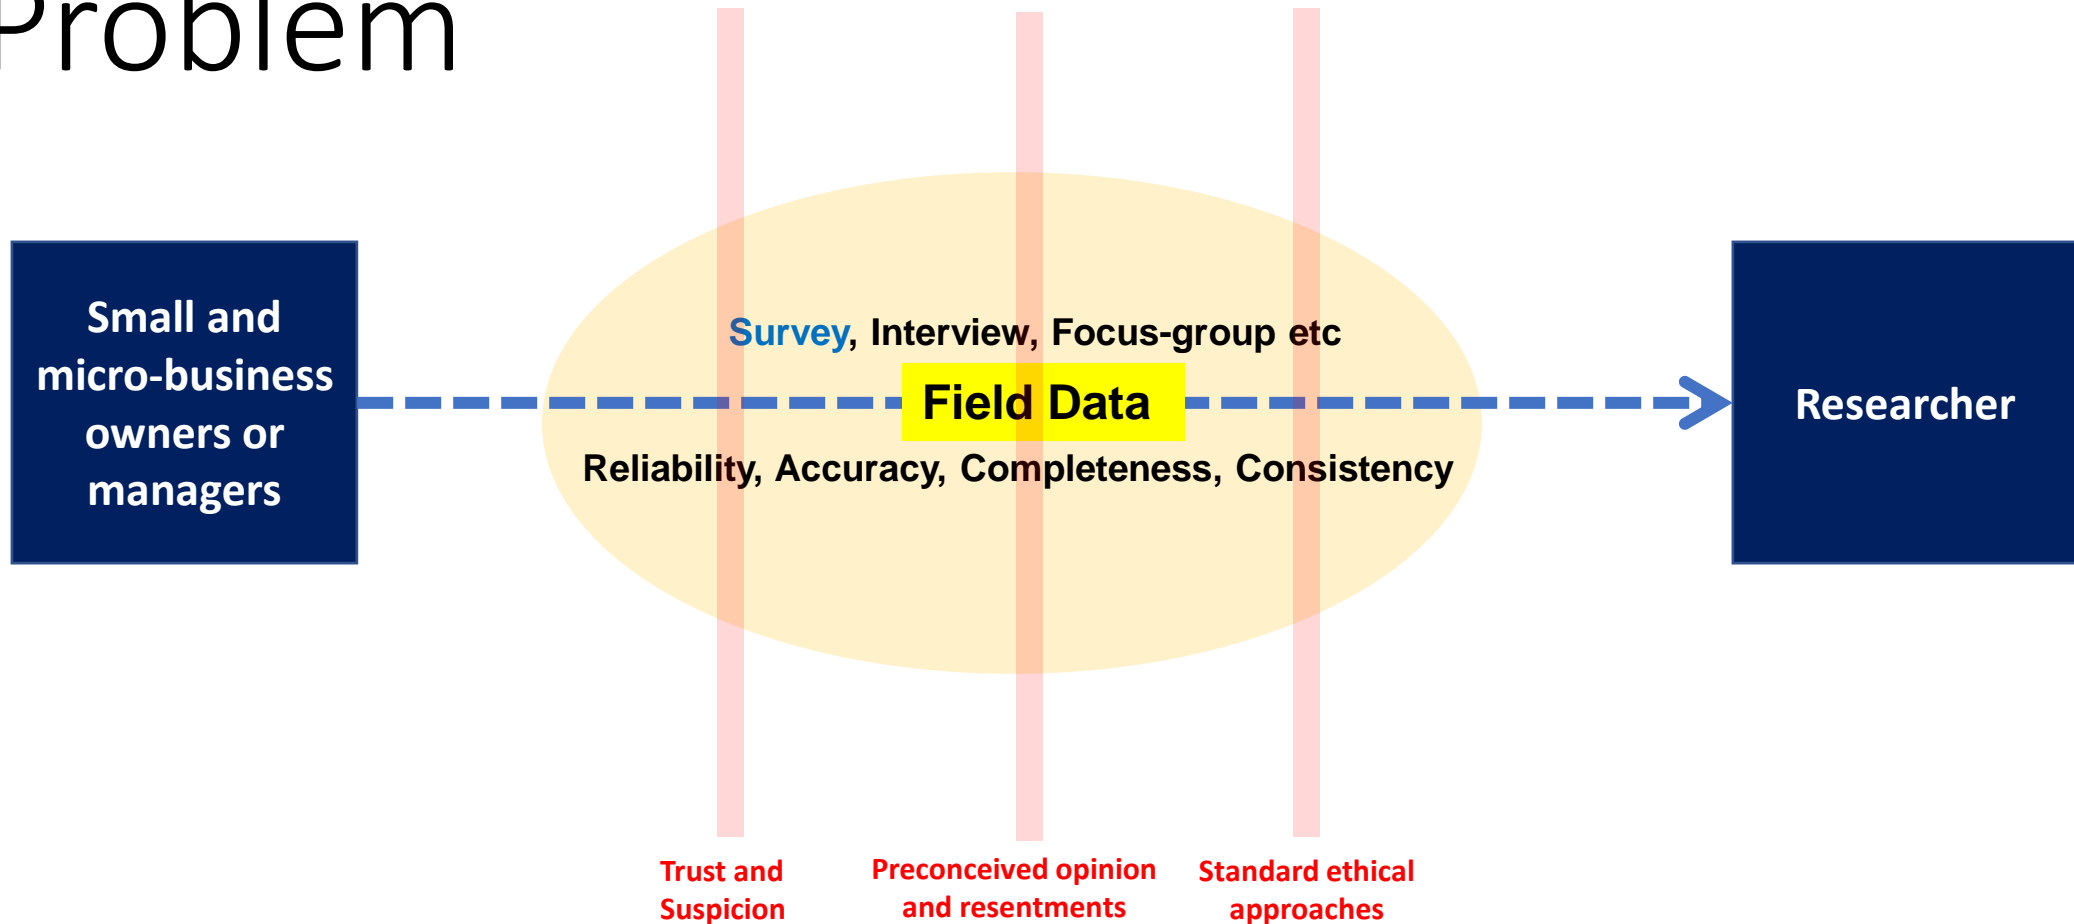 Problem
Small and
micro-business
owners or
managers
Survey, Interview, Focus-group etc
Field Data
Reliability, Accuracy, Completeness, Consistency
Researcher
Trust and
Suspicion
Preconceived opinion
and resentments
Standard ethical
approaches